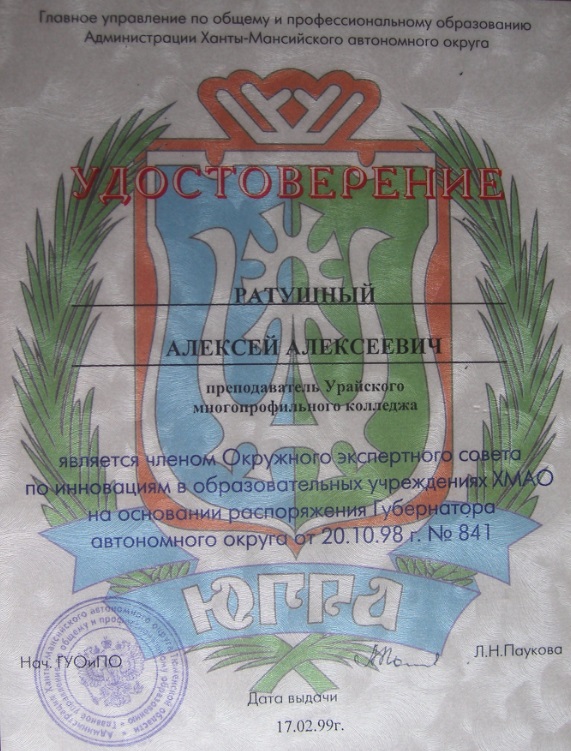 Главное управление по общему и профессиональному образованию
Администрации Ханты-Мансийского автономного округа
УДОСТОВЕРЕНИЕ
РАТУШНЫЙ
АЛЕКСЕЙ АЛЕКСЕЕВИЧ
преподаватель Урайского
многопрофильного колледжа
является членом Окружного экспертного совета
по инновациям в образовательных учреждениях ХМАО
на основании распоряжения Губернатора
автономного округа от 20.10.98 г. № 841
ЮГРА
Нач. ГУОиПО
Л.Н.Паукова
Дата выдачи
17.02.99г.